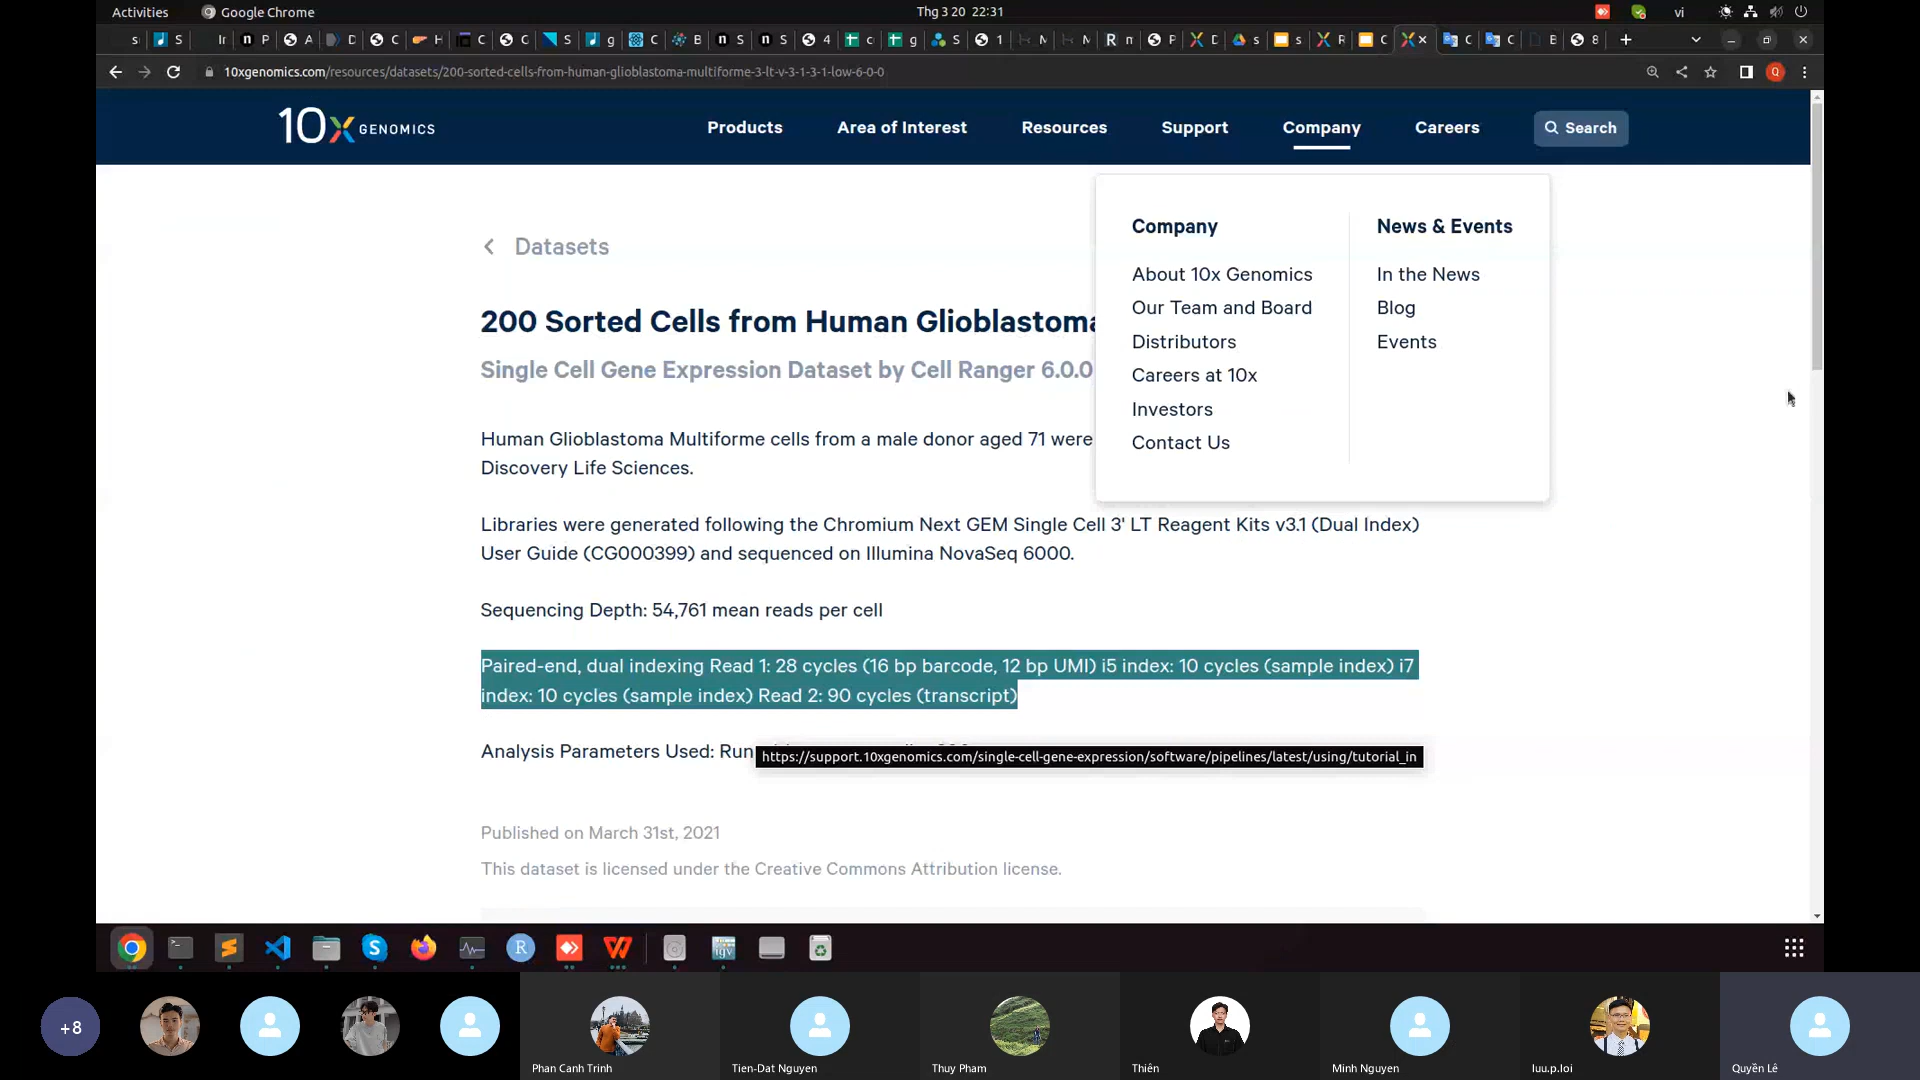 Activities
Google Chrome
Thg 3 20 22:31
vi
10xgenomics.com/resources/datasets/200-sorted-cells-from-human-glioblastoma-multiforme-3-lt-v-3-1-3-1-low-6-0-0
Q
10x GENOMICS
Products
Area of Interest
Resources
Support
Company
Careers
Search
Company
About 10x Genomics
Our Team and Board
Distributors
Careers at 10x
Investors
Contact Us
News & Events
In the News
Blog
Events
Datasets
200 Sorted Cells from Human Glioblastoma
Single Cell Gene Expression Dataset by Cell Ranger 6.0.0
Human Glioblastoma Multiforme cells from a male donor aged 71 were
Discovery Life Sciences.
Libraries were generated following the Chromium Next GEM Single Cell 3' LT Reagent Kits v3.1 (Dual Index)
User Guide (CG000399) and sequenced on Illumina NovaSeq 6000.
Sequencing Depth: 54,761 mean reads per cell
Paired-end, dual indexing Read 1: 28 cycles (16 bp barcode, 12 bp UMI) i5 index: 10 cycles (sample index) i7
index: 10 cycles (sample index) Read 2: 90 cycles (transcript)
Analysis Parameters Used: Run
https://support.10xgenomics.com/single-cell-gene-expression/software/pipelines/latest/using/tutorial_in
Published on March 31st, 2021
This dataset is licensed under the Creative Commons Attribution license.
+8
Phan Canh Trinh
Tien-Dat Nguyen
Thuy Pham
Thiên
Minh Nguyen
luu.p.loi
Quyền Lê